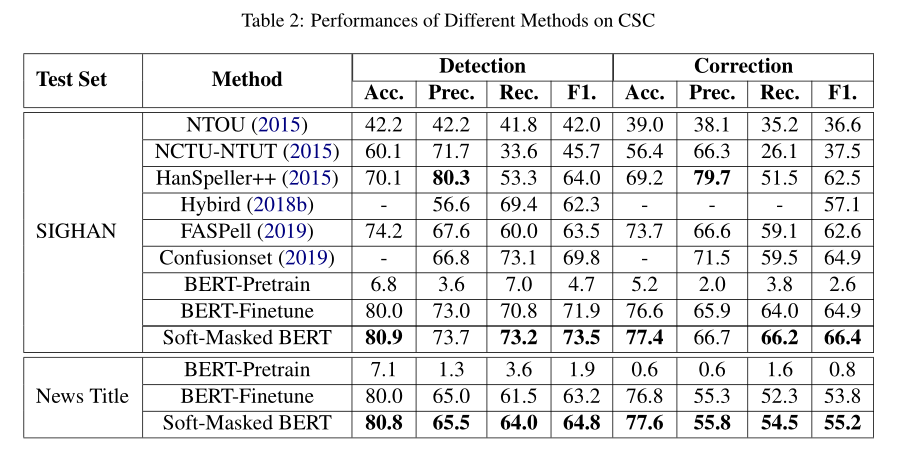 Table 2: Performances of Different Methods on CSC
Test Set Method Detection Correction
Acc. Prec. Rec. F1. Acc. Prec. Rec. F1.
SIGHAN
NTOU (2015) 42.2 42.2 41.8 42.0 39.0 38.1 35.2 36.6
NCTU-NTUT (2015) 60.1 71.7 33.6 45.7 56.4 66.3 26.1 37.5
HanSpeller++ (2015) 70.1 80.3 53.3 64.0 69.2 79.7 51.5 62.5
Hybird (2018b) - 56.6 69.4 62.3 - - - 57.1
FASPell (2019) 74.2 67.6 60.0 63.5 73.7 66.6 59.1 62.6
Confusionset (2019) - 66.8 73.1 69.8 - 71.5 59.5 64.9
BERT-Pretrain 6.8 3.6 7.0 4.7 5.2 2.0 3.8 2.6
BERT-Finetune 80.0 73.0 70.8 71.9 76.6 65.9 64.0 64.9
Soft-Masked BERT 80.9 73.7 73.2 73.5 77.4 66.7 66.2 66.4
News Title
BERT-Pretrain 7.1 1.3 3.6 1.9 0.6 0.6 1.6 0.8
BERT-Finetune 80.0 65.0 61.5 63.2 76.8 55.3 52.3 53.8
Soft-Masked BERT 80.8 65.5 64.0 64.8 77.6 55.8 54.5 55.2